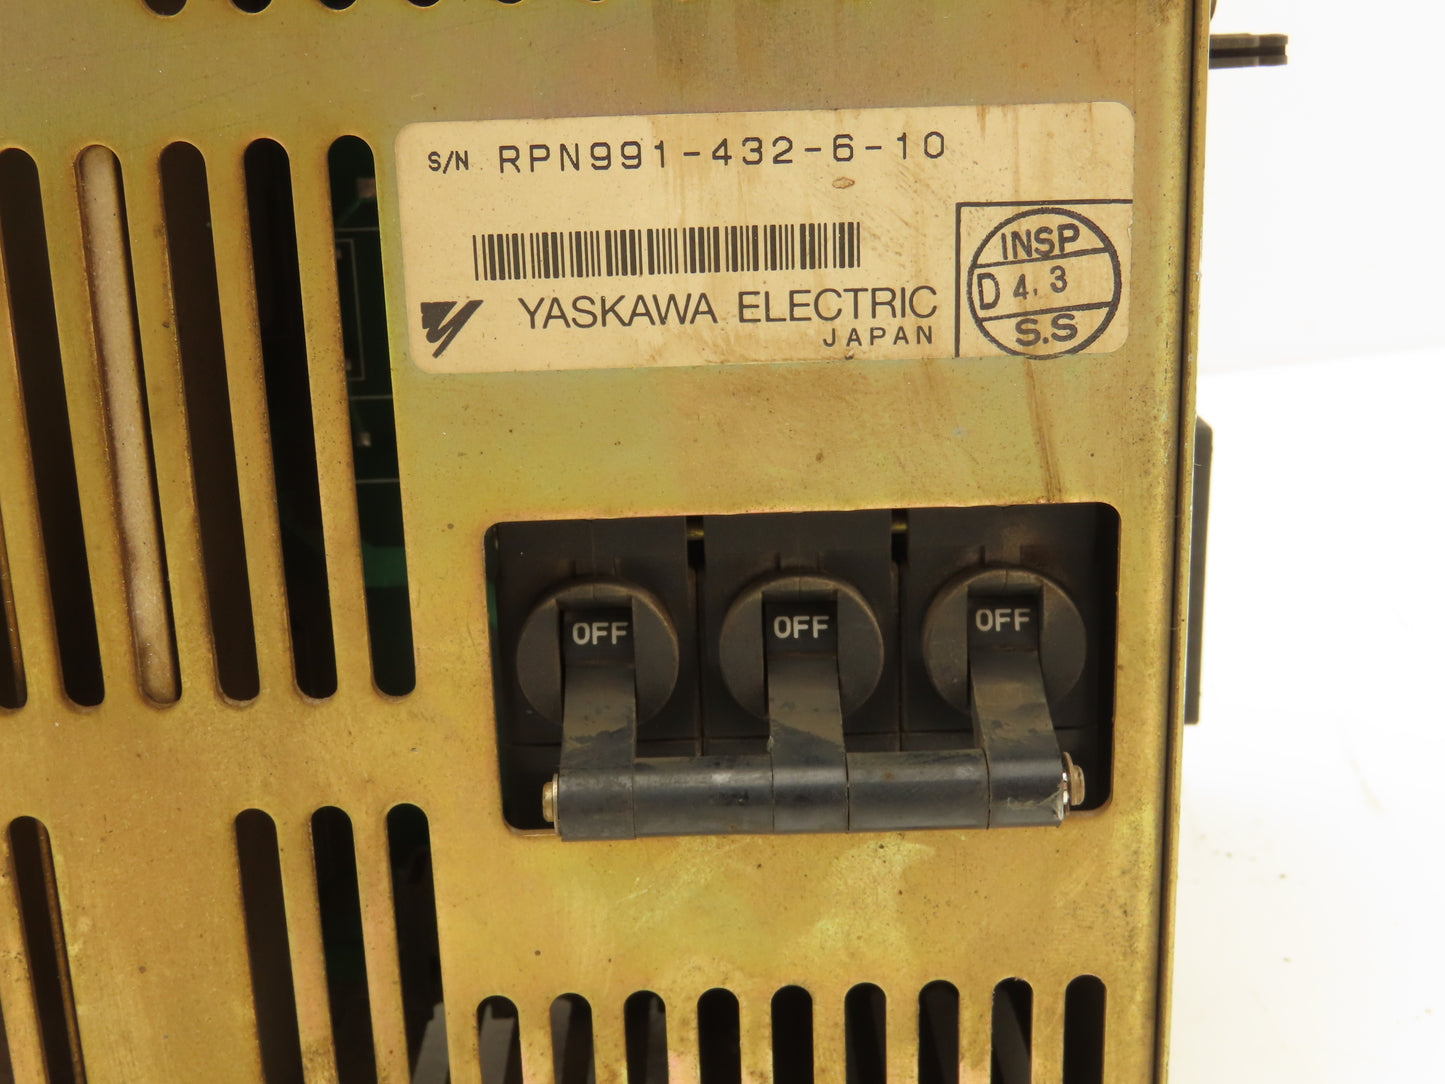 S/N RPN991-432-6-10
YASKAWA ELECTRIC
JAPAN
INSP
D 4.3
S.S
OFF OFF OFF